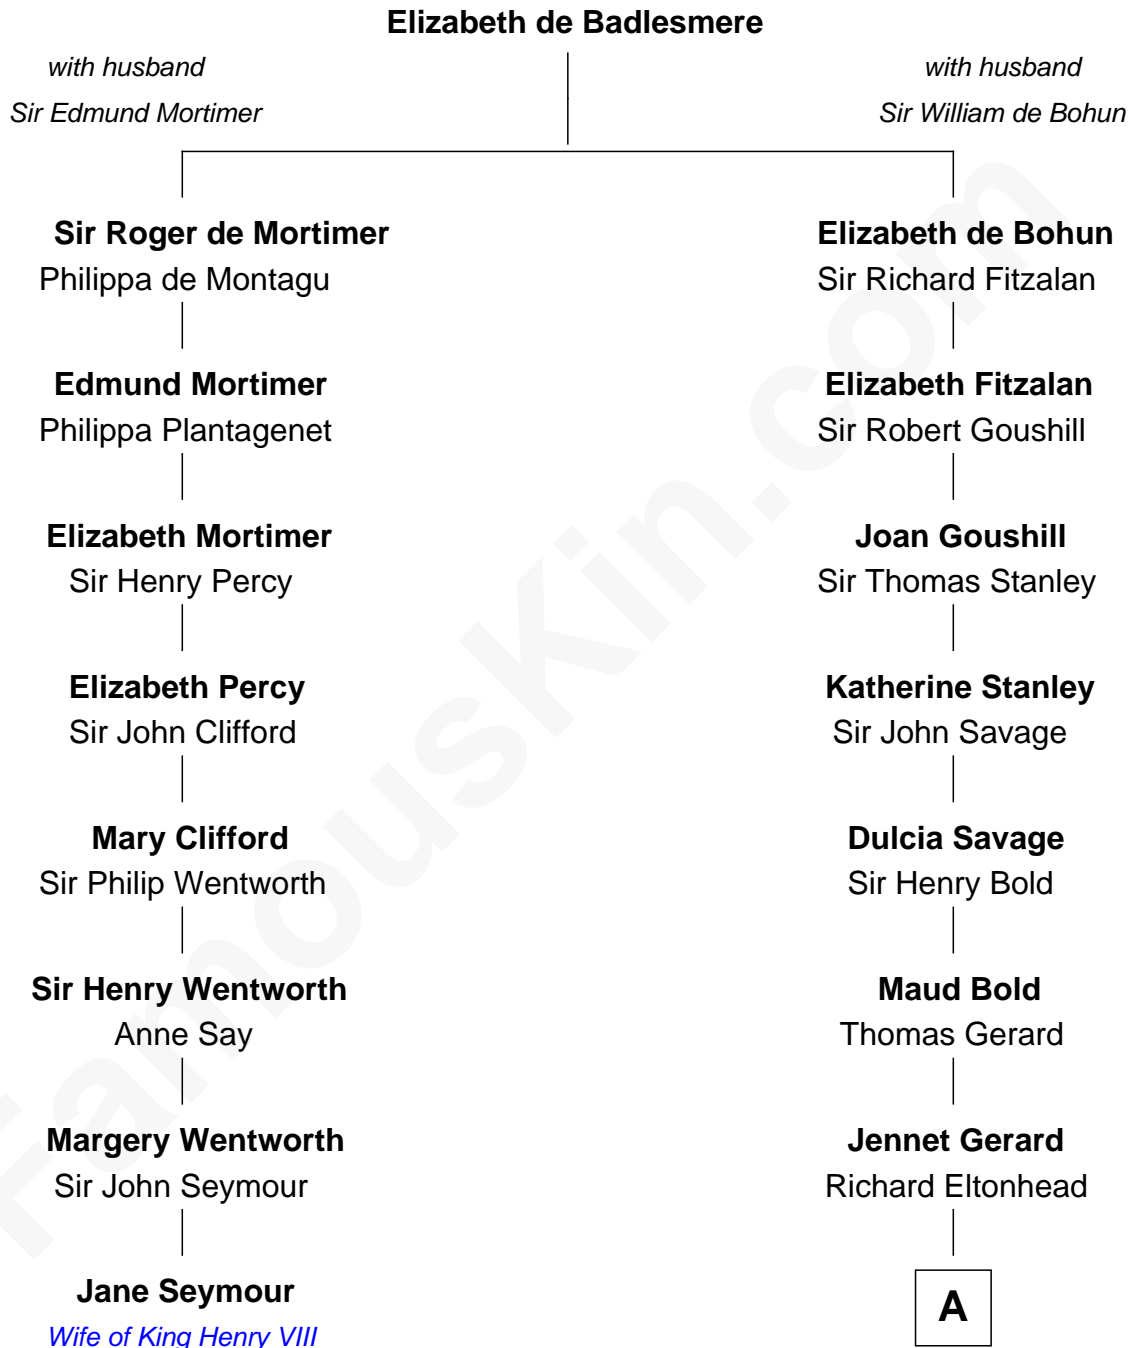 Elizabeth de Badlesmere
with husband
Sir Edmund Mortimer
with husband
Sir William de Bohun
Sir Roger de Mortimer
Philippa de Montagu
Edmund Mortimer
Philippa Plantagenet
Elizabeth Mortimer
Sir Henry Percy
Elizabeth Percy
Sir John Clifford
Mary Clifford
Sir Philip Wentworth
Sir Henry Wentworth
Anne Say
Margery Wentworth
Sir John Seymour
Jane Seymour
Wife of King Henry VIII
Elizabeth de Bohun
Sir Richard Fitzalan
Elizabeth Fitzalan
Sir Robert Goushill
Joan Goushill
Sir Thomas Stanley
Katherine Stanley
Sir John Savage
Dulcia Savage
Sir Henry Bold
Maud Bold
Thomas Gerard
Jennet Gerard
Richard Eltonhead
A
FamousKin.com